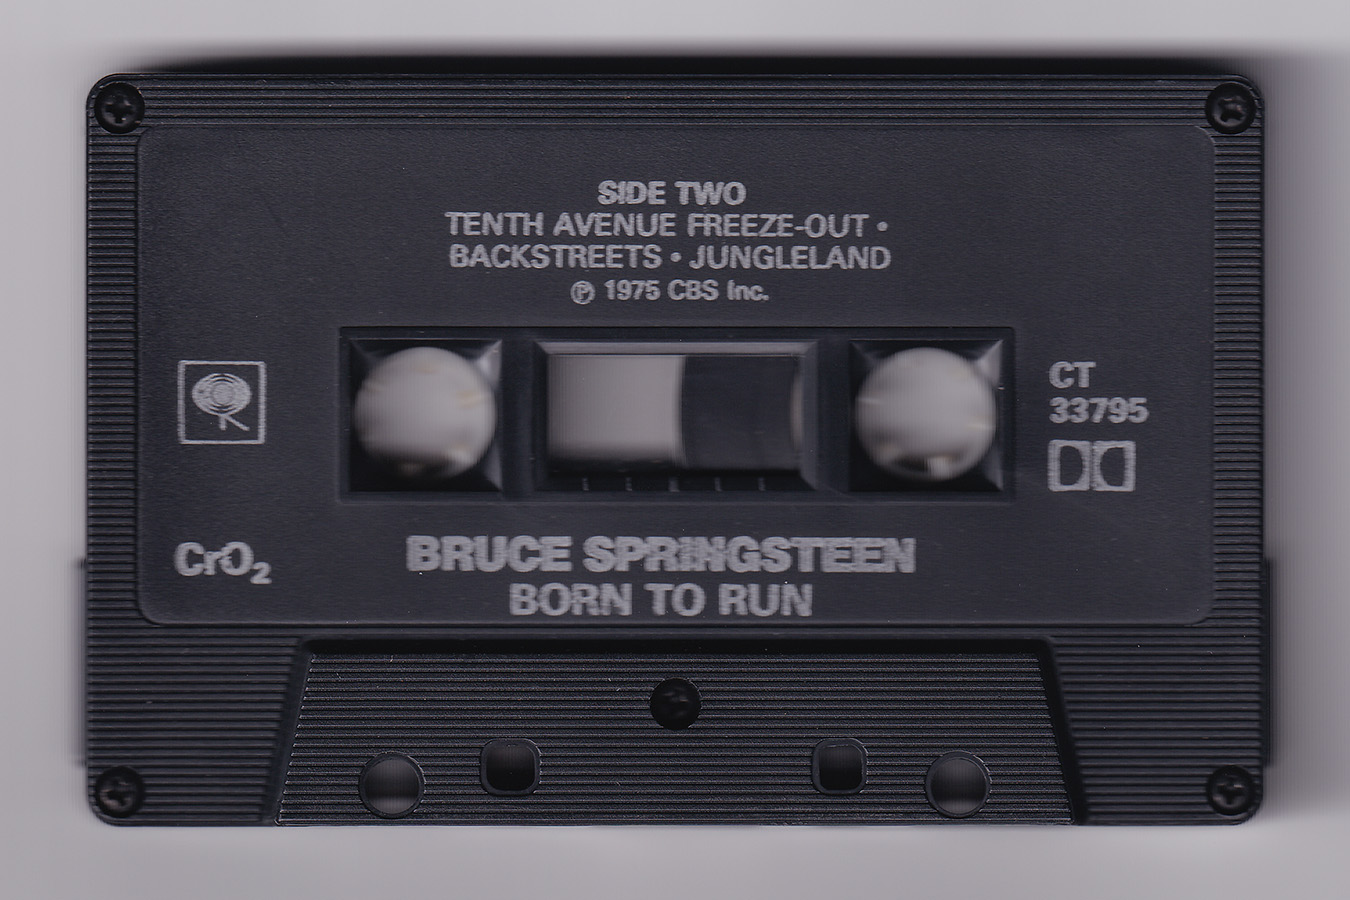 SIDE TWO
TENTH AVENUE FREEZE-OUT •
BACKSTREETS • JUNGLELAND
℗ 1975 CBS Inc.
CT
33795
CrO₂
BRUCE SPRINGSTEEN
BORN TO RUN